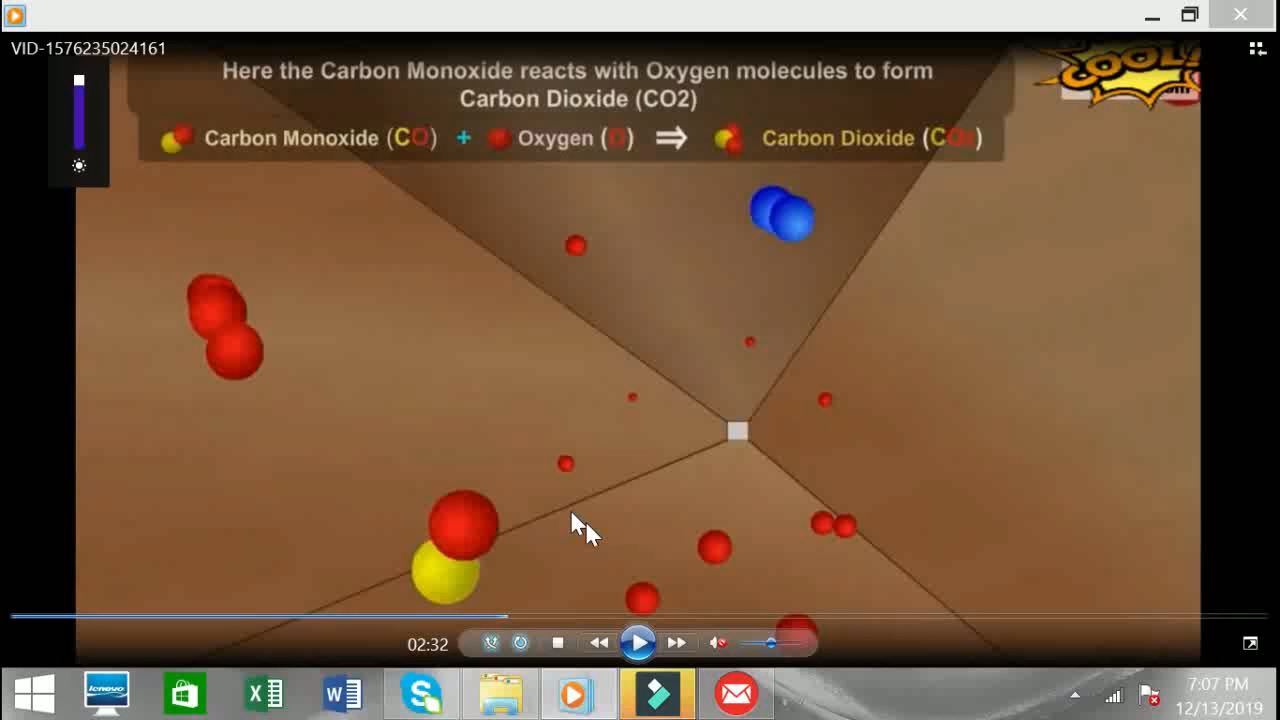 VID-1576235024161
Here the Carbon Monoxide reacts with Oxygen molecules to form
Carbon Dioxide (CO2)
Carbon Monoxide (CO) + Oxygen (O) ⇒ Carbon Dioxide (CO₂)
COOL!
02:32
lenovo
7:07 PM
12/13/2019